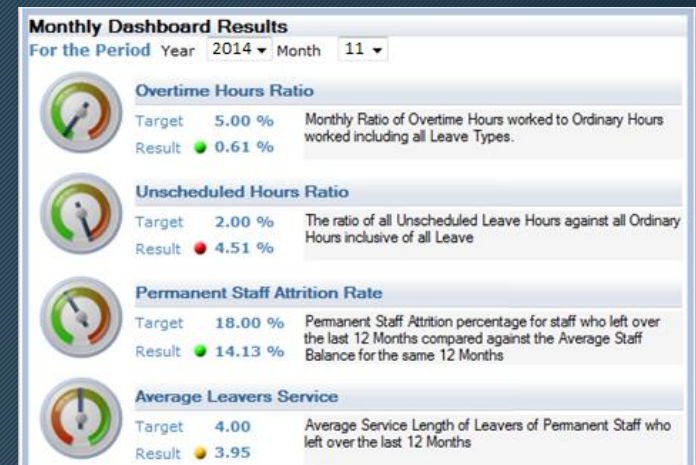 Monthly Dashboard Results
For the Period Year 2014 Month 11
Overtime Hours Ratio
Target 5.00 % Monthly Ratio of Overtime Hours worked to Ordinary Hours
Result 0.61 % worked including all Leave Types.
Unscheduled Hours Ratio
Target 2.00 % The ratio of all Unscheduled Leave Hours against all Ordinary
Result 4.51 % Hours inclusive of all Leave
Permanent Staff Attrition Rate
Target 18.00 % Permanent Staff Attrition percentage for staff who left over
the last 12 Months compared against the Average Staff
Result 14.13 % Balance for the same 12 Months
Average Leavers Service
Target 4.00 Average Service Length of Leavers of Permanent Staff who
Result 3.95 left over the last 12 Months